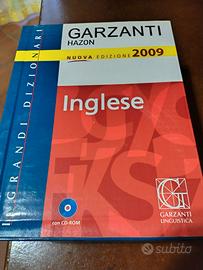 GARZANTI
HAZON
NUOVA EDIZIONE 2009
Inglese
I GRANDI DIZIONARI
con CD-ROM
G
GARZANTI
LINGUISTICA
subito